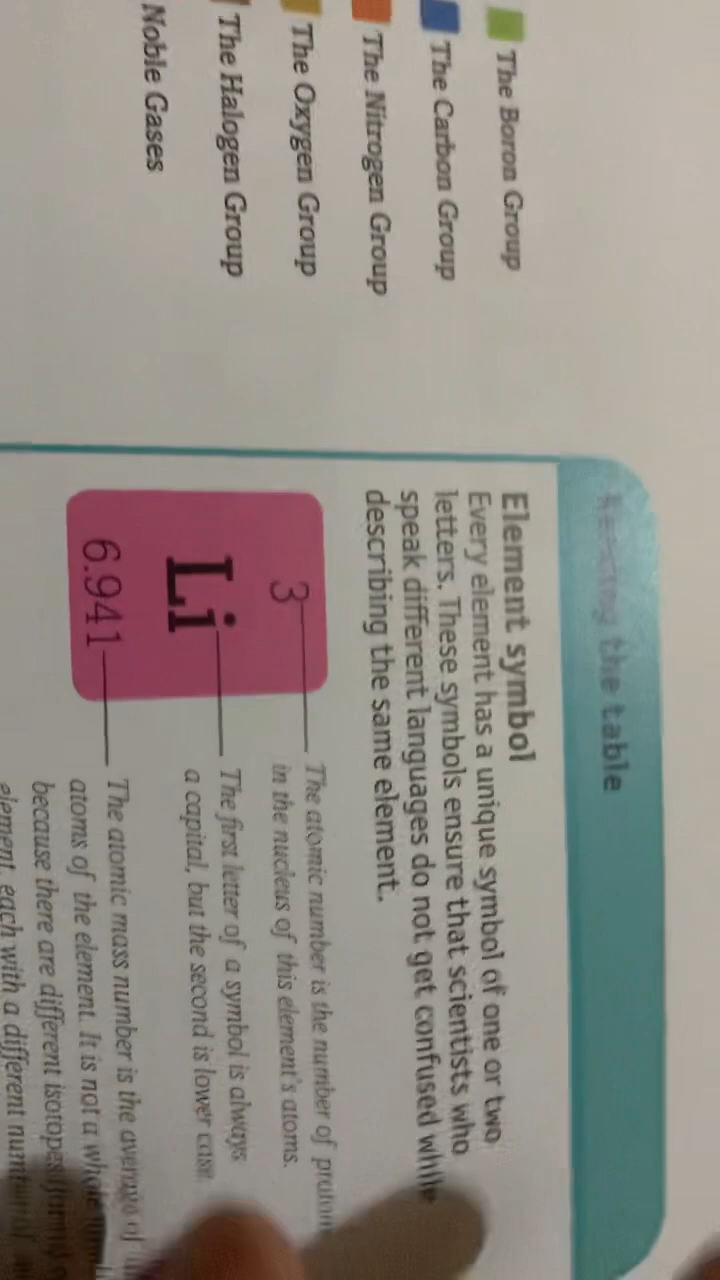 The Boron Group
The Carbon Group
The Nitrogen Group
The Oxygen Group
The Halogen Group
Noble Gases
Reading the table
Element symbol
Every element has a unique symbol of one or two
letters. These symbols ensure that scientists who
speak different languages do not get confused while
describing the same element.
3
Li
6.941
The atomic number is the number of protons
in the nucleus of this element's atoms.
The first letter of a symbol is always
a capital, but the second is lower case.
The atomic mass number is the average of
atoms of the element. It is not a whole
because there are different isotopes
element, each with a different